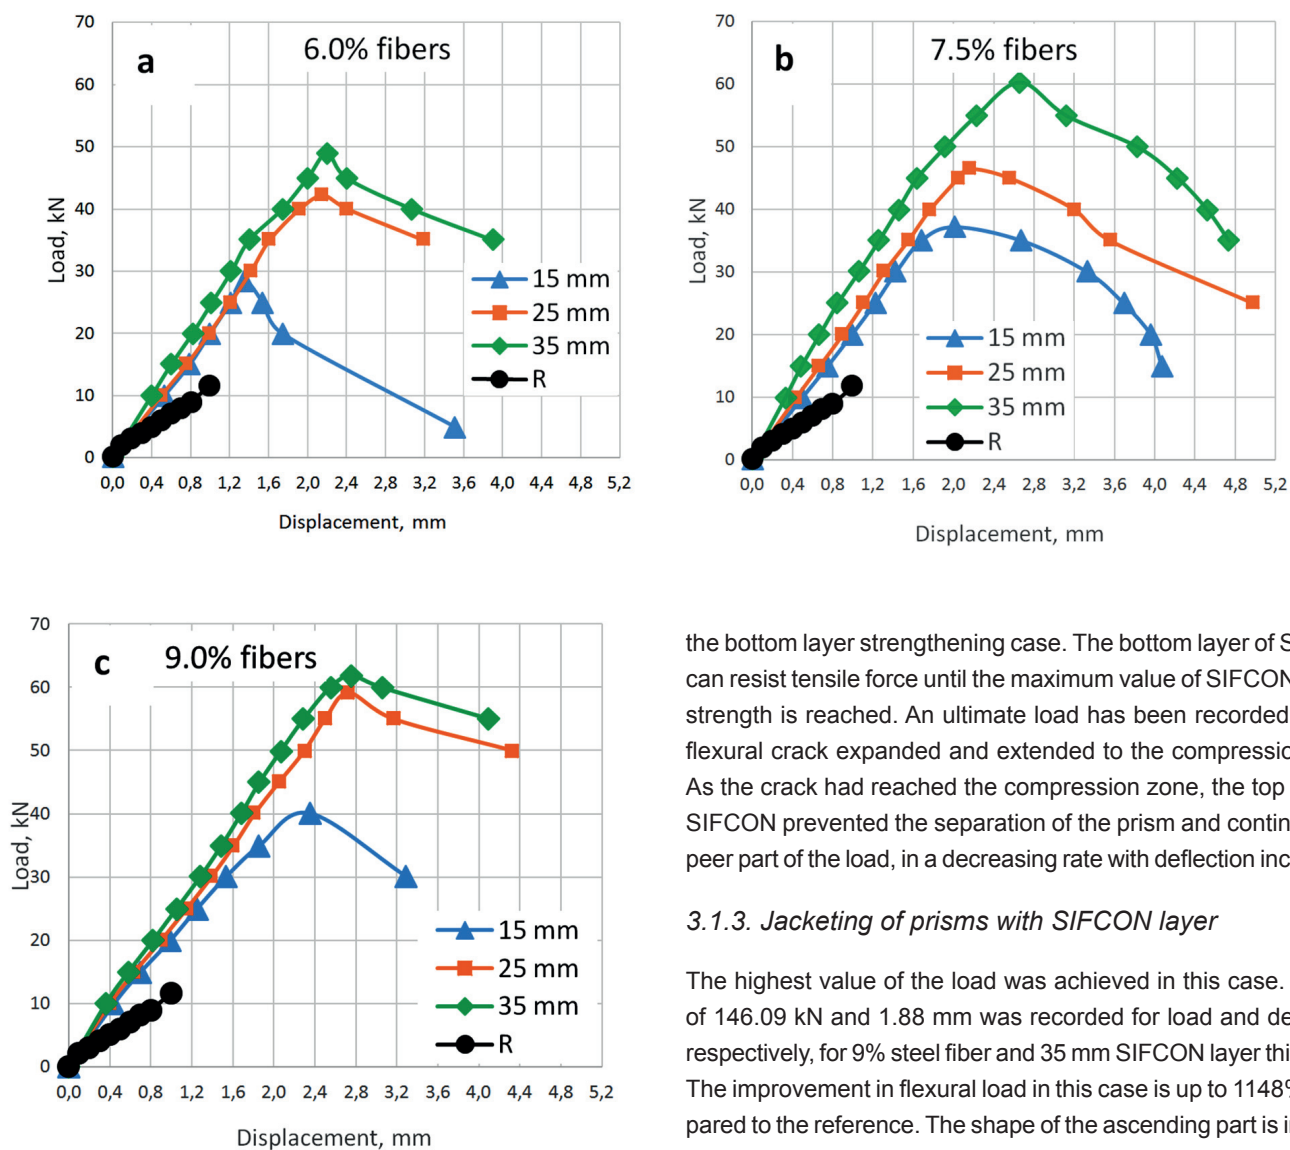 a
6.0% fibers
70
60
50
40
30
20
10
0
Load, kN
15 mm
25 mm
35 mm
R
0,0 0,4 0,8 1,2 1,6 2,0 2,4 2,8 3,2 3,6 4,0 4,4 4,8 5,2
Displacement, mm
b
7.5% fibers
70
60
50
40
30
20
10
0
Load, kN
15 mm
25 mm
35 mm
R
0,0 0,4 0,8 1,2 1,6 2,0 2,4 2,8 3,2 3,6 4,0 4,4 4,8 5,2
Displacement, mm
c
9.0% fibers
70
60
50
40
30
20
10
0
Load, kN
15 mm
25 mm
35 mm
R
0,0 0,4 0,8 1,2 1,6 2,0 2,4 2,8 3,2 3,6 4,0 4,4 4,8 5,2
Displacement, mm
the bottom layer strengthening case. The bottom layer of S
can resist tensile force until the maximum value of SIFCON
strength is reached. An ultimate load has been recorded
flexural crack expanded and extended to the compressio
As the crack had reached the compression zone, the top
SIFCON prevented the separation of the prism and contin
peer part of the load, in a decreasing rate with deflection inc
3.1.3. Jacketing of prisms with SIFCON layer
The highest value of the load was achieved in this case.
of 146.09 kN and 1.88 mm was recorded for load and de
respectively, for 9% steel fiber and 35 mm SIFCON layer thi
The improvement in flexural load in this case is up to 1148%
pared to the reference. The shape of the ascending part is i